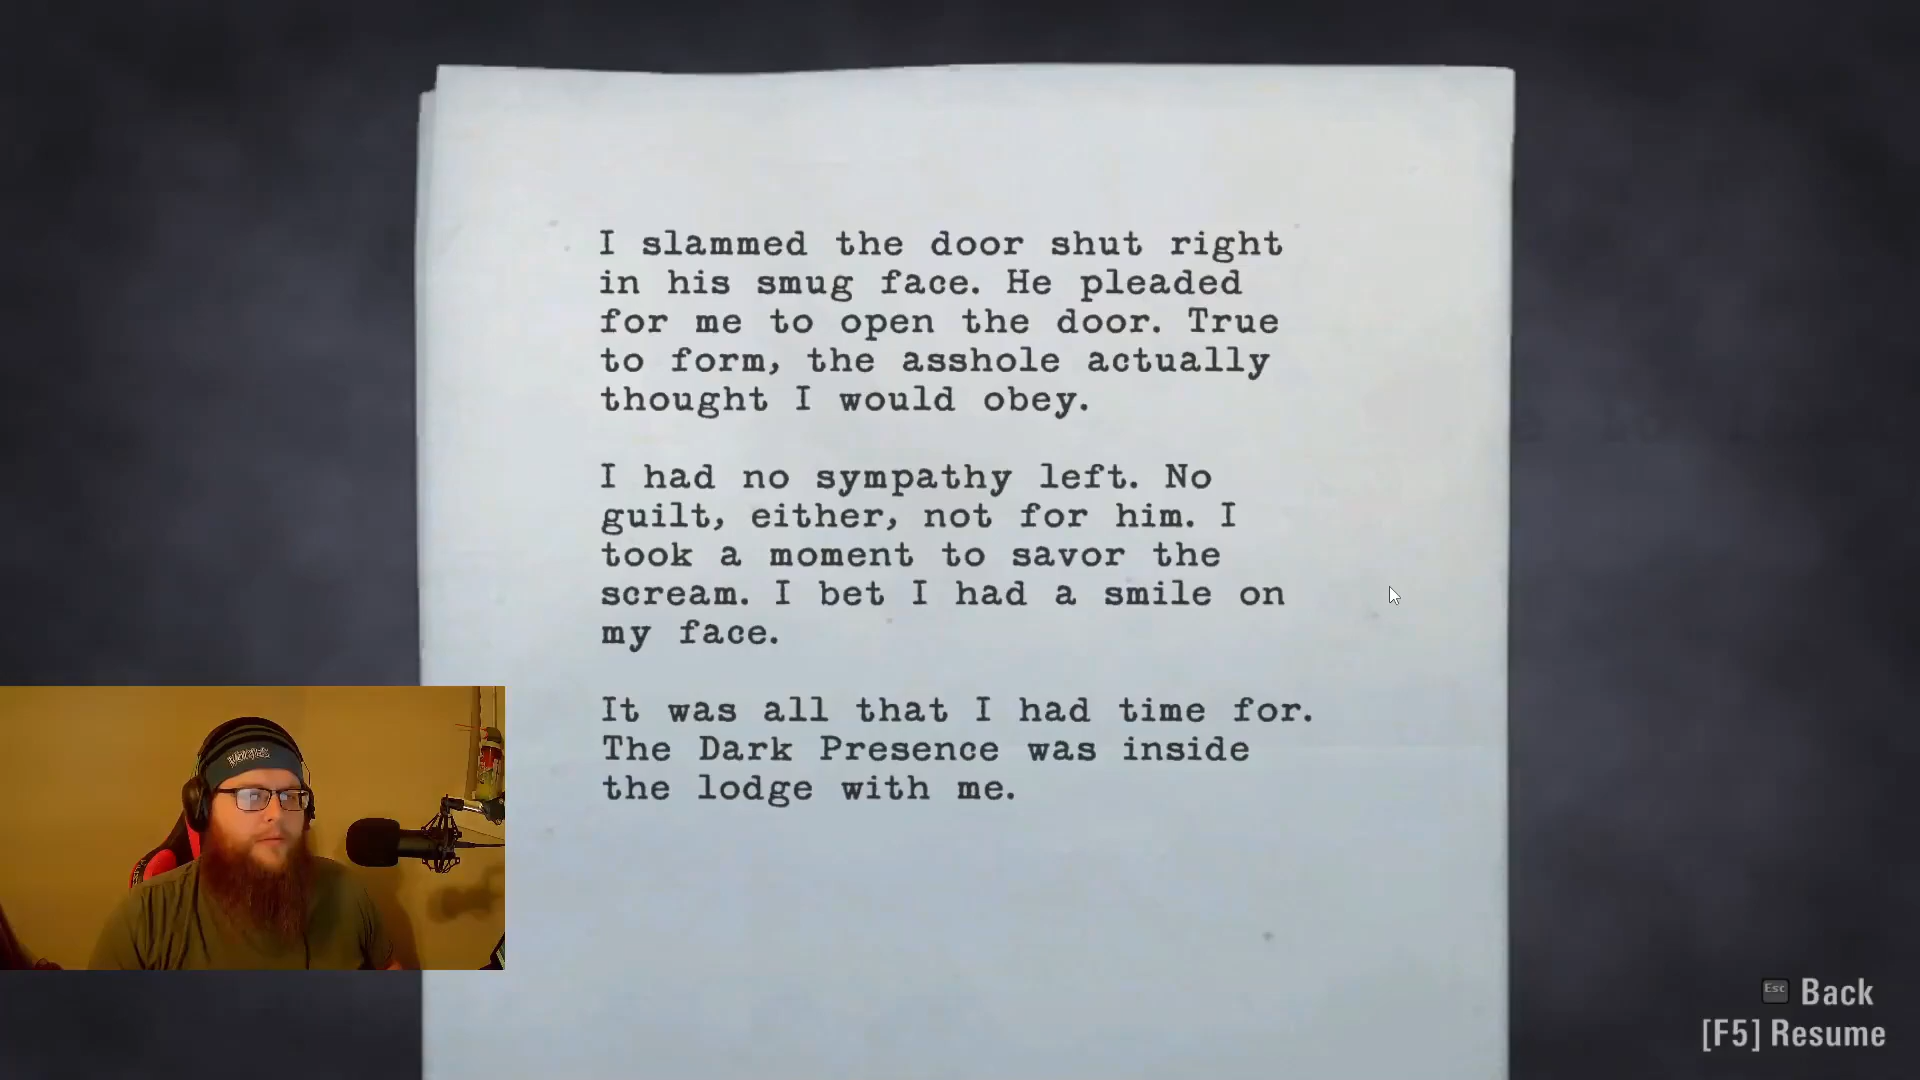 I slammed the door shut right
in his smug face. He pleaded
for me to open the door. True
to form, the asshole actually
thought I would obey.
I had no sympathy left. No
guilt, either, not for him. I
took a moment to savor the
scream. I bet I had a smile on
my face.
It was all that I had time for.
The Dark Presence was inside
the lodge with me.
Esc Back
[F5] Resume